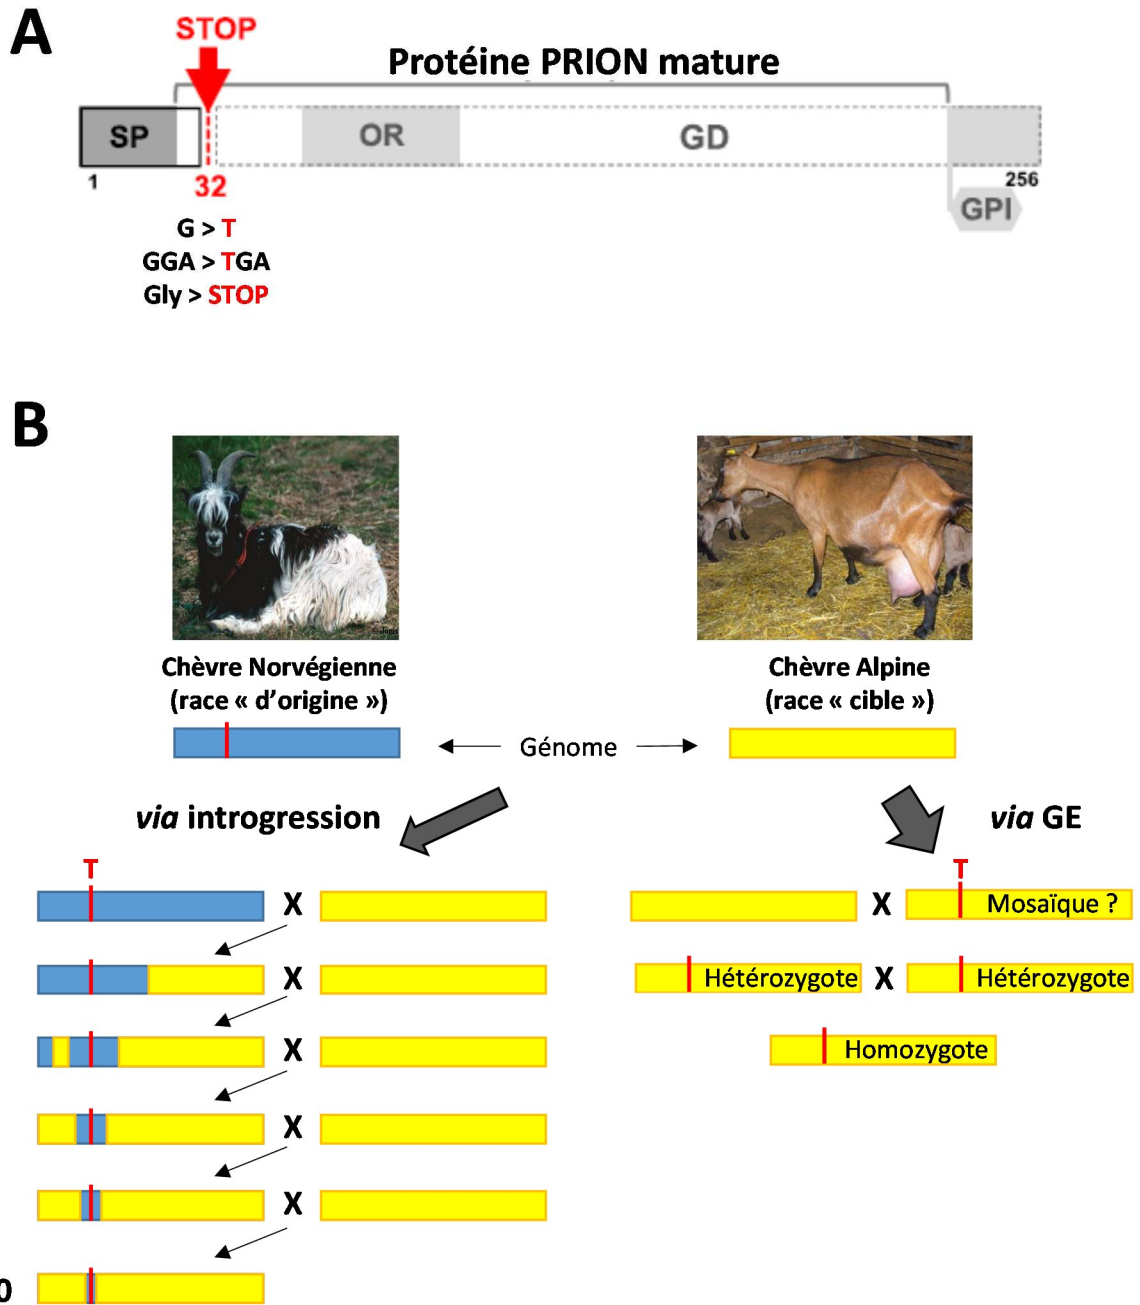 A
STOP
Protéine PRION mature
SP
OR
GD
1
32
256
GPI
G > T
GGA > TGA
Gly > STOP
B
Chèvre Norvégienne
(race « d'origine »)
Chèvre Alpine
(race « cible »)
Génome
via introgression
via GE
T
X
T
X
Mosaïque ?
X
Hétérozygote
X
Hétérozygote
X
Homozygote
X
X
0